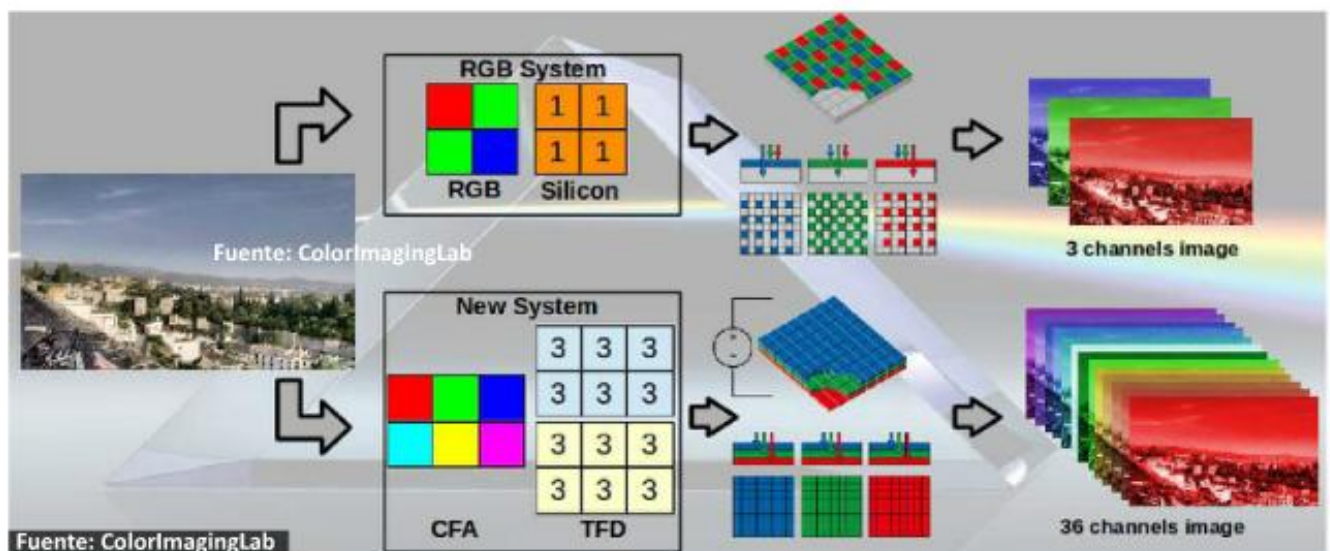 RGB System
1 1
1 1
RGB Silicon
Fuente: ColorImagingLab
3 channels image
New System
3 3 3
3 3 3
3 3 3
3 3 3
CFA TFD
36 channels image
Fuente: ColorImagingLab